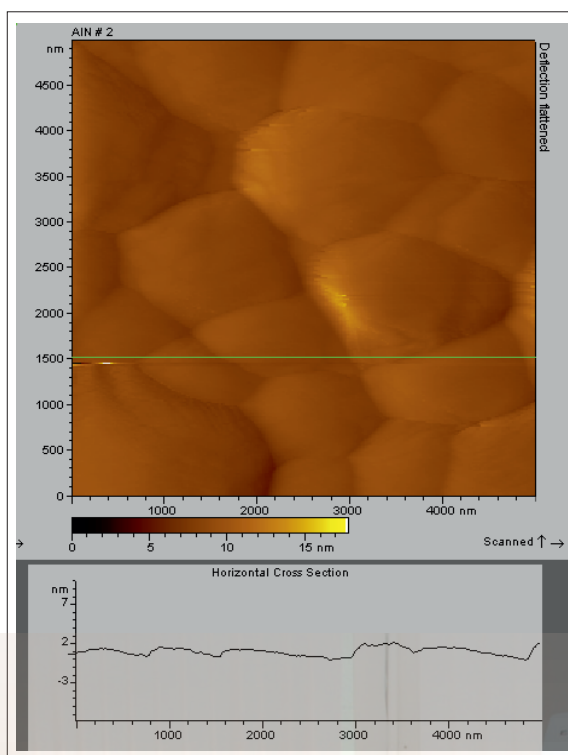 AIN # 2
nm
4500
4000
3500
3000
2500
2000
1500
1000
500
0
Deflection flattened
1000 2000 3000 4000 nm
0 5 10 15 nm
Scanned ↑ →
Horizontal Cross Section
nm
7
2
-3
1000 2000 3000 4000 nm